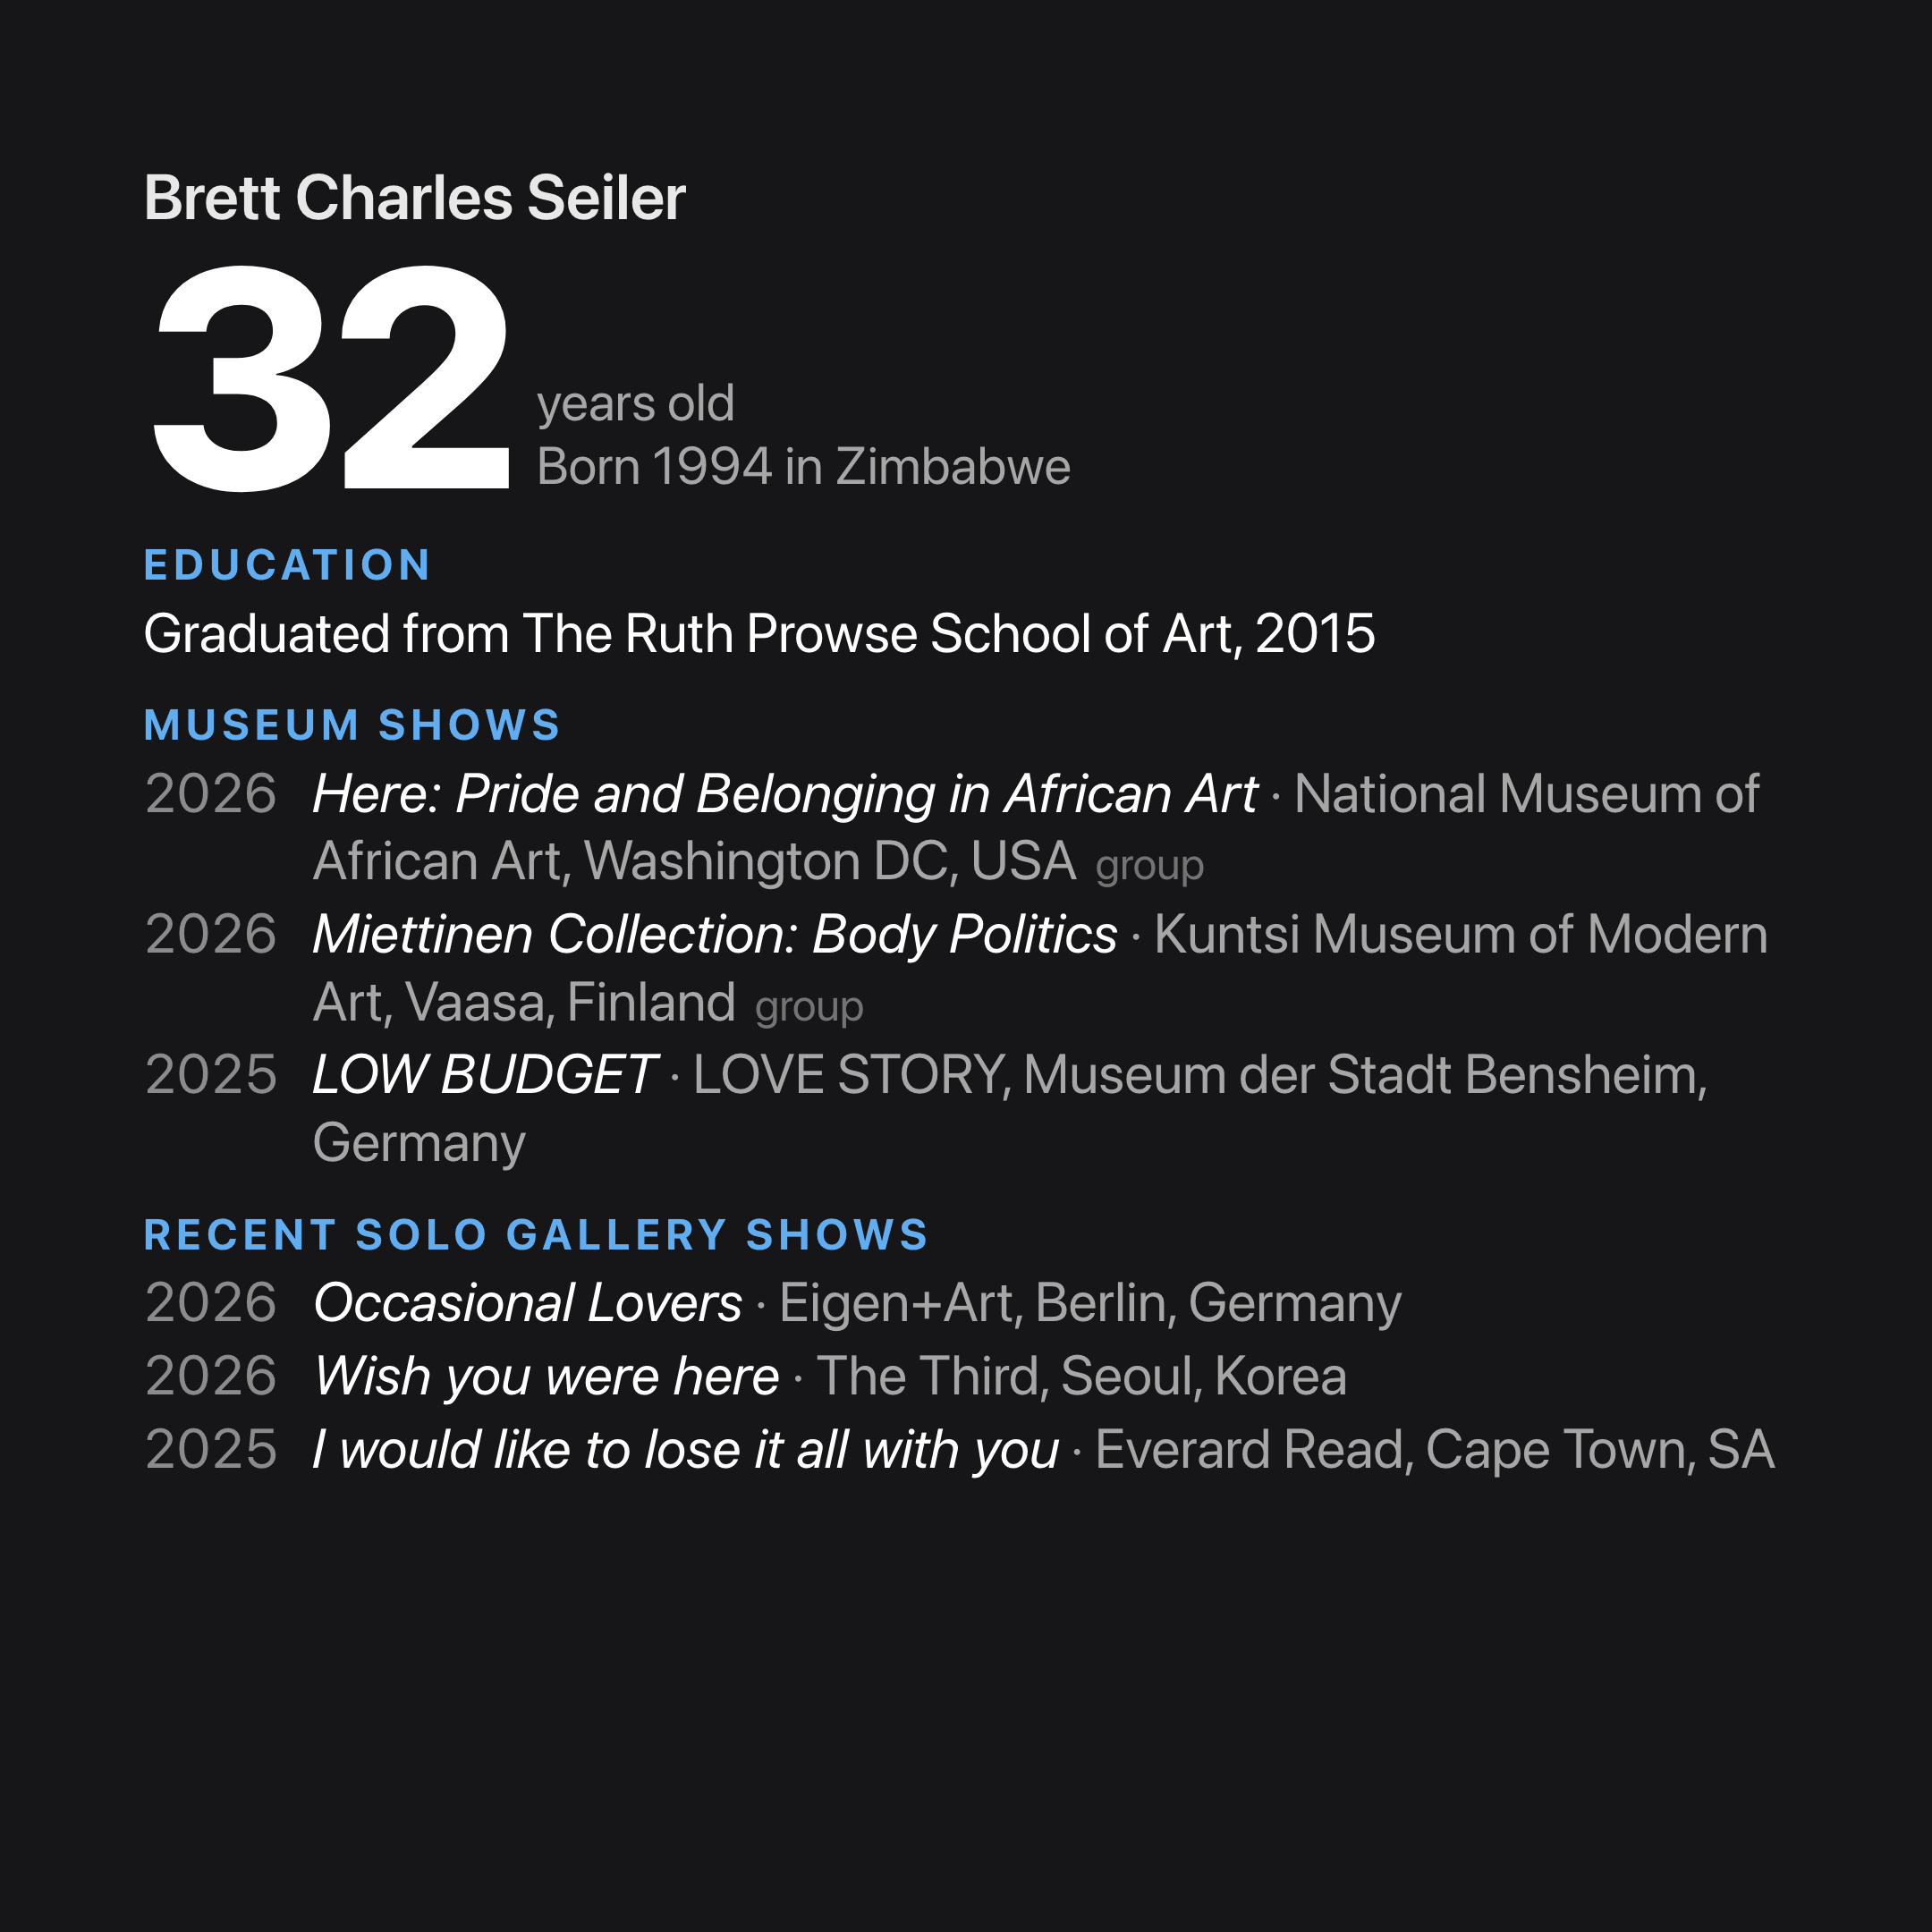 Brett Charles Seiler
32 years old
Born 1994 in Zimbabwe
EDUCATION
Graduated from The Ruth Prowse School of Art, 2015
MUSEUM SHOWS
2026 Here: Pride and Belonging in African Art · National Museum of
African Art, Washington DC, USA group
2026 Miettinen Collection: Body Politics · Kuntsi Museum of Modern
Art, Vaasa, Finland group
2025 LOW BUDGET · LOVE STORY, Museum der Stadt Bensheim,
Germany
RECENT SOLO GALLERY SHOWS
2026 Occasional Lovers · Eigen+Art, Berlin, Germany
2026 Wish you were here · The Third, Seoul, Korea
2025 I would like to lose it all with you · Everard Read, Cape Town, SA